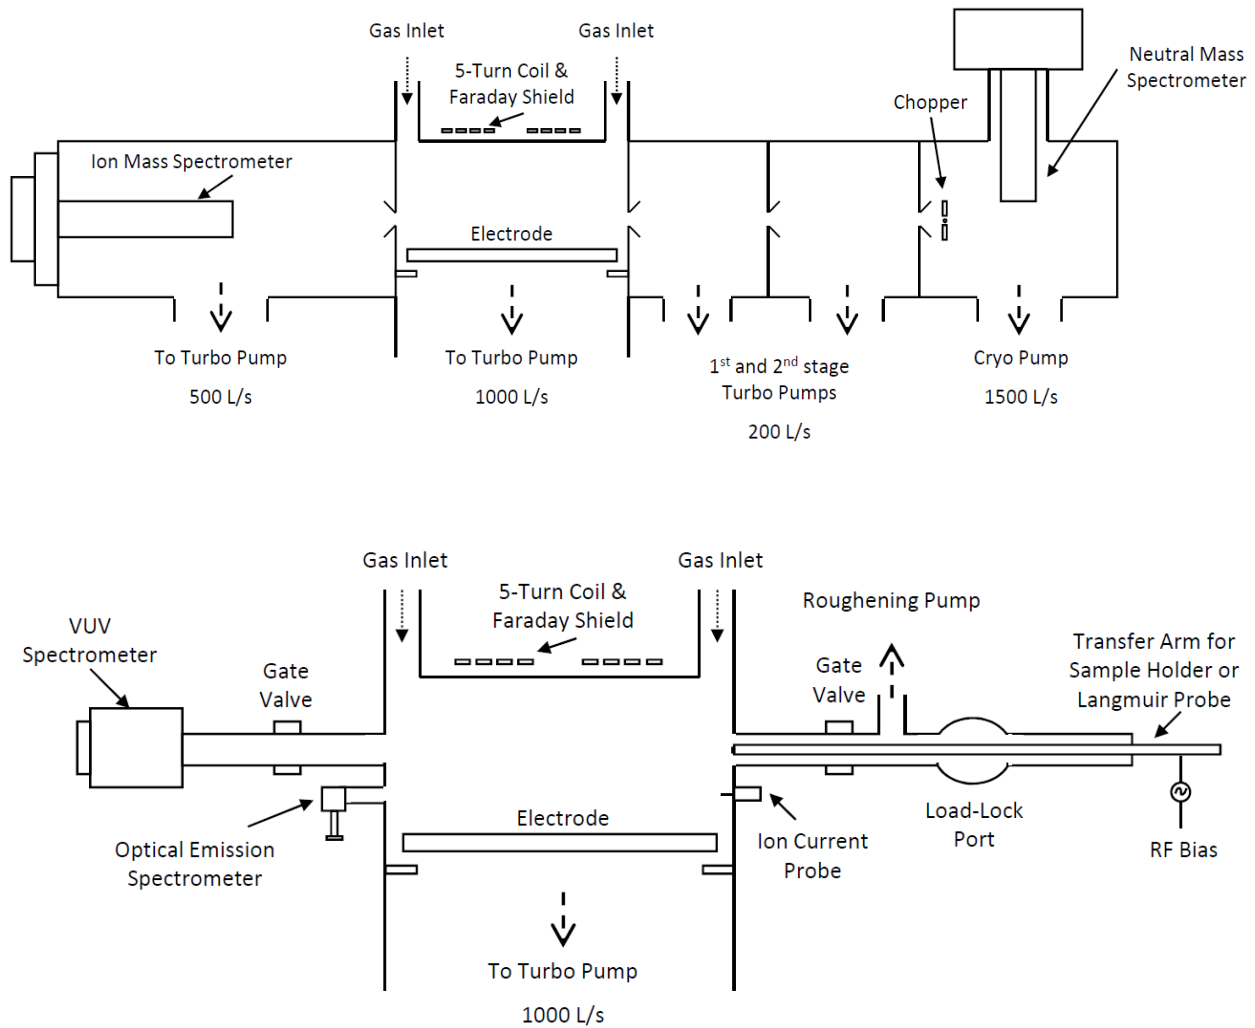 Gas Inlet
Gas Inlet
5-Turn Coil &
Faraday Shield
Neutral Mass
Spectrometer
Chopper
Ion Mass Spectrometer
Electrode
To Turbo Pump
500 L/s
To Turbo Pump
1000 L/s
1st and 2nd stage
Turbo Pumps
200 L/s
Cryo Pump
1500 L/s
Gas Inlet
Gas Inlet
5-Turn Coil &
Faraday Shield
Roughening Pump
VUV
Spectrometer
Gate
Valve
Gate
Valve
Transfer Arm for
Sample Holder or
Langmuir Probe
Electrode
Optical Emission
Spectrometer
Ion Current
Probe
Load-Lock
Port
RF Bias
To Turbo Pump
1000 L/s